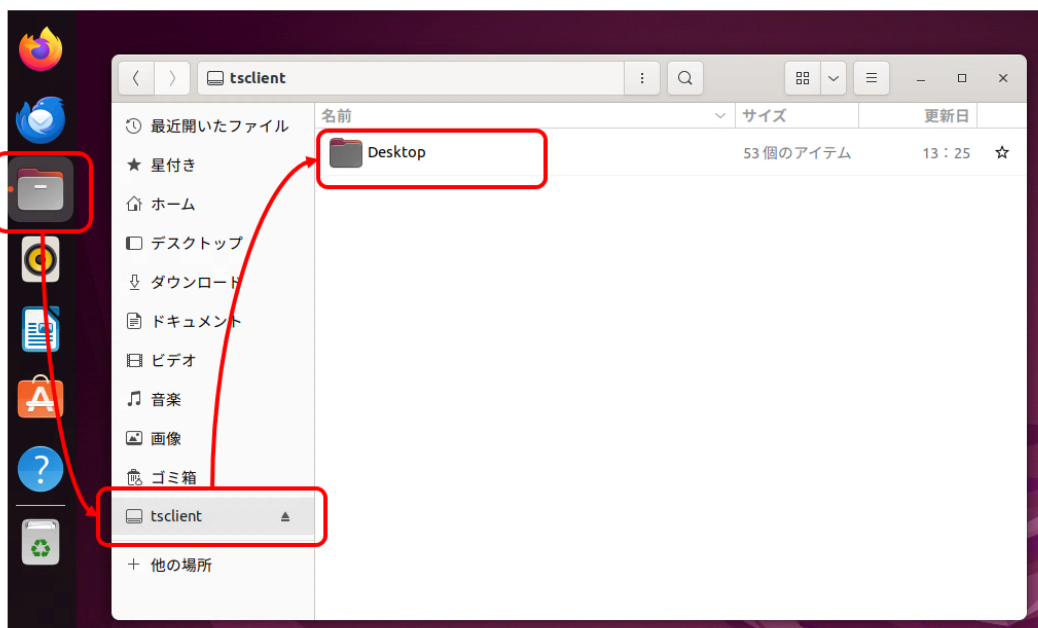 tsclient
名前
サイズ
更新日
最近開いたファイル
星付き
ホーム
デスクトップ
ダウンロード
ドキュメント
ビデオ
音楽
画像
ゴミ箱
tsclient
他の場所
Desktop
53 個のアイテム
13：25